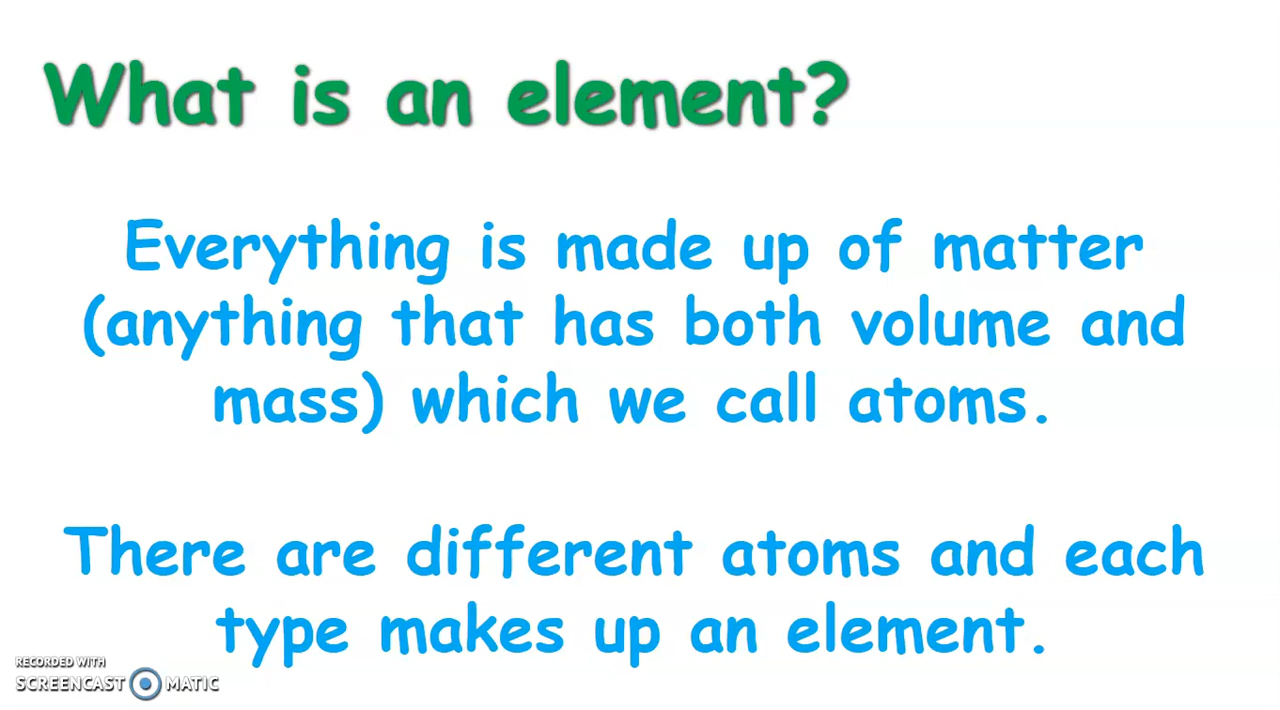 What is an element?
Everything is made up of matter
(anything that has both volume and
mass) which we call atoms.
There are different atoms and each
type makes up an element.
RECORDED WITH
SCREENCAST MATIC